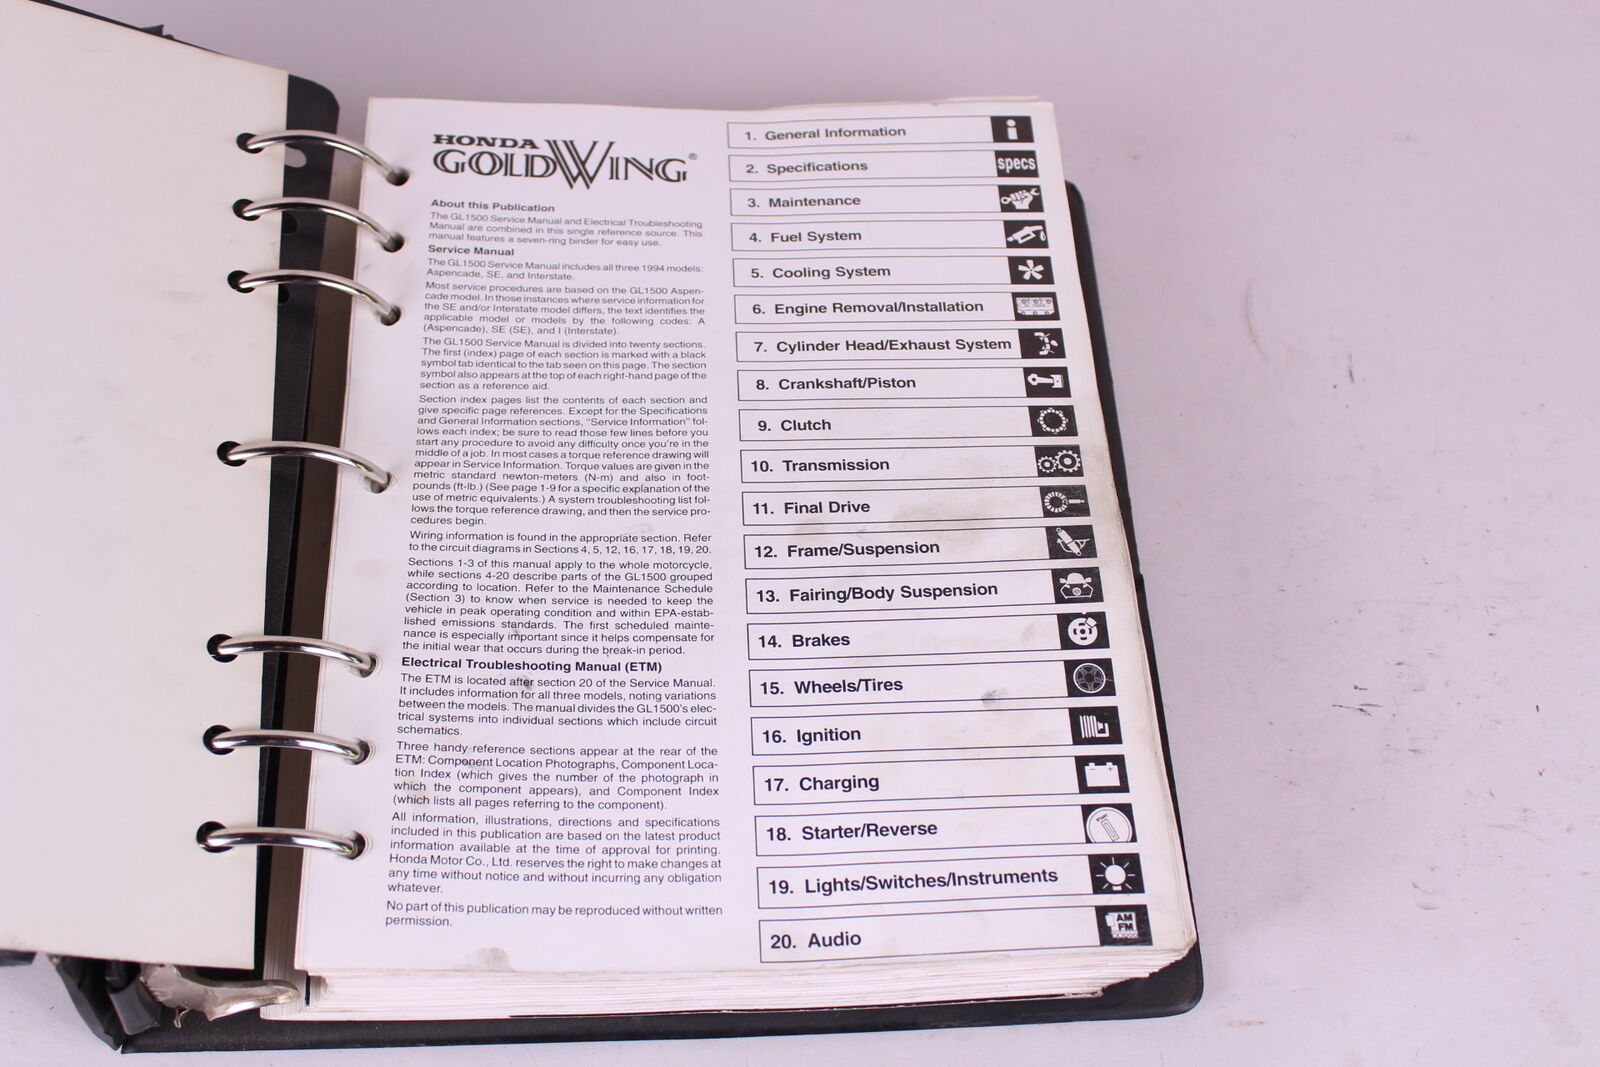 HONDA
GOLDWING®
About this Publication
The GL1500 Service Manual and Electrical Troubleshooting
Manual are combined in this single reference source. This
manual features a seven-ring binder for easy use.
Service Manual
The GL1500 Service Manual includes all three 1994 models:
Aspencade, SE, and Interstate.
Most service procedures are based on the GL1500 Aspen-
cade model. In those instances where service information for
the SE and/or Interstate model differs, the text identifies the
applicable model or models by the following codes: A
(Aspencade), SE (SE), and I (Interstate).
The GL1500 Service Manual is divided into twenty sections.
The first (index) page of each section is marked with a black
symbol tab identical to the tab seen on this page. The section
symbol also appears at the top of each right-hand page of the
section as a reference aid.
Section index pages list the contents of each section and
give specific page references. Except for the Specifications
and General Information sections, "Service Information" fol-
lows each index; be sure to read those few lines before you
start any procedure to avoid any difficulty once you're in the
middle of a job. In most cases a torque reference drawing will
appear in Service Information. Torque values are given in the
metric standard newton-meters (N-m) and also in foot-
pounds (ft-lb.) (See page 1-9 for a specific explanation of the
use of metric equivalents.) A system troubleshooting list fol-
lows the torque reference drawing, and then the service pro-
cedures begin.
Wiring information is found in the appropriate section. Refer
to the circuit diagrams in Sections 4, 5, 12, 16, 17, 18, 19, 20.
Sections 1-3 of this manual apply to the whole motorcycle,
while sections 4-20 describe parts of the GL1500 grouped
according to location. Refer to the Maintenance Schedule
(Section 3) to know when service is needed to keep the
vehicle in peak operating condition and within EPA-estab-
lished emissions standards. The first scheduled mainte-
nance is especially important since it helps compensate for
the initial wear that occurs during the break-in period.
Electrical Troubleshooting Manual (ETM)
The ETM is located after section 20 of the Service Manual.
It includes information for all three models, noting variations
between the models. The manual divides the GL1500's elec-
trical systems into individual sections which include circuit
schematics.
Three handy reference sections appear at the rear of the
ETM: Component Location Photographs, Component Loca-
tion Index (which gives the number of the photograph in
which the component appears), and Component Index
(which lists all pages referring to the component).
All information, illustrations, directions and specifications
included in this publication are based on the latest product
information available at the time of approval for printing.
Honda Motor Co., Ltd. reserves the right to make changes at
any time without notice and without incurring any obligation
whatever.
No part of this publication may be reproduced without written
permission.
1. General Information i
2. Specifications specs
3. Maintenance
4. Fuel System
5. Cooling System
6. Engine Removal/Installation
7. Cylinder Head/Exhaust System
8. Crankshaft/Piston
9. Clutch
10. Transmission
11. Final Drive
12. Frame/Suspension
13. Fairing/Body Suspension
14. Brakes
15. Wheels/Tires
16. Ignition
17. Charging
18. Starter/Reverse START
19. Lights/Switches/Instruments
20. Audio AM FM